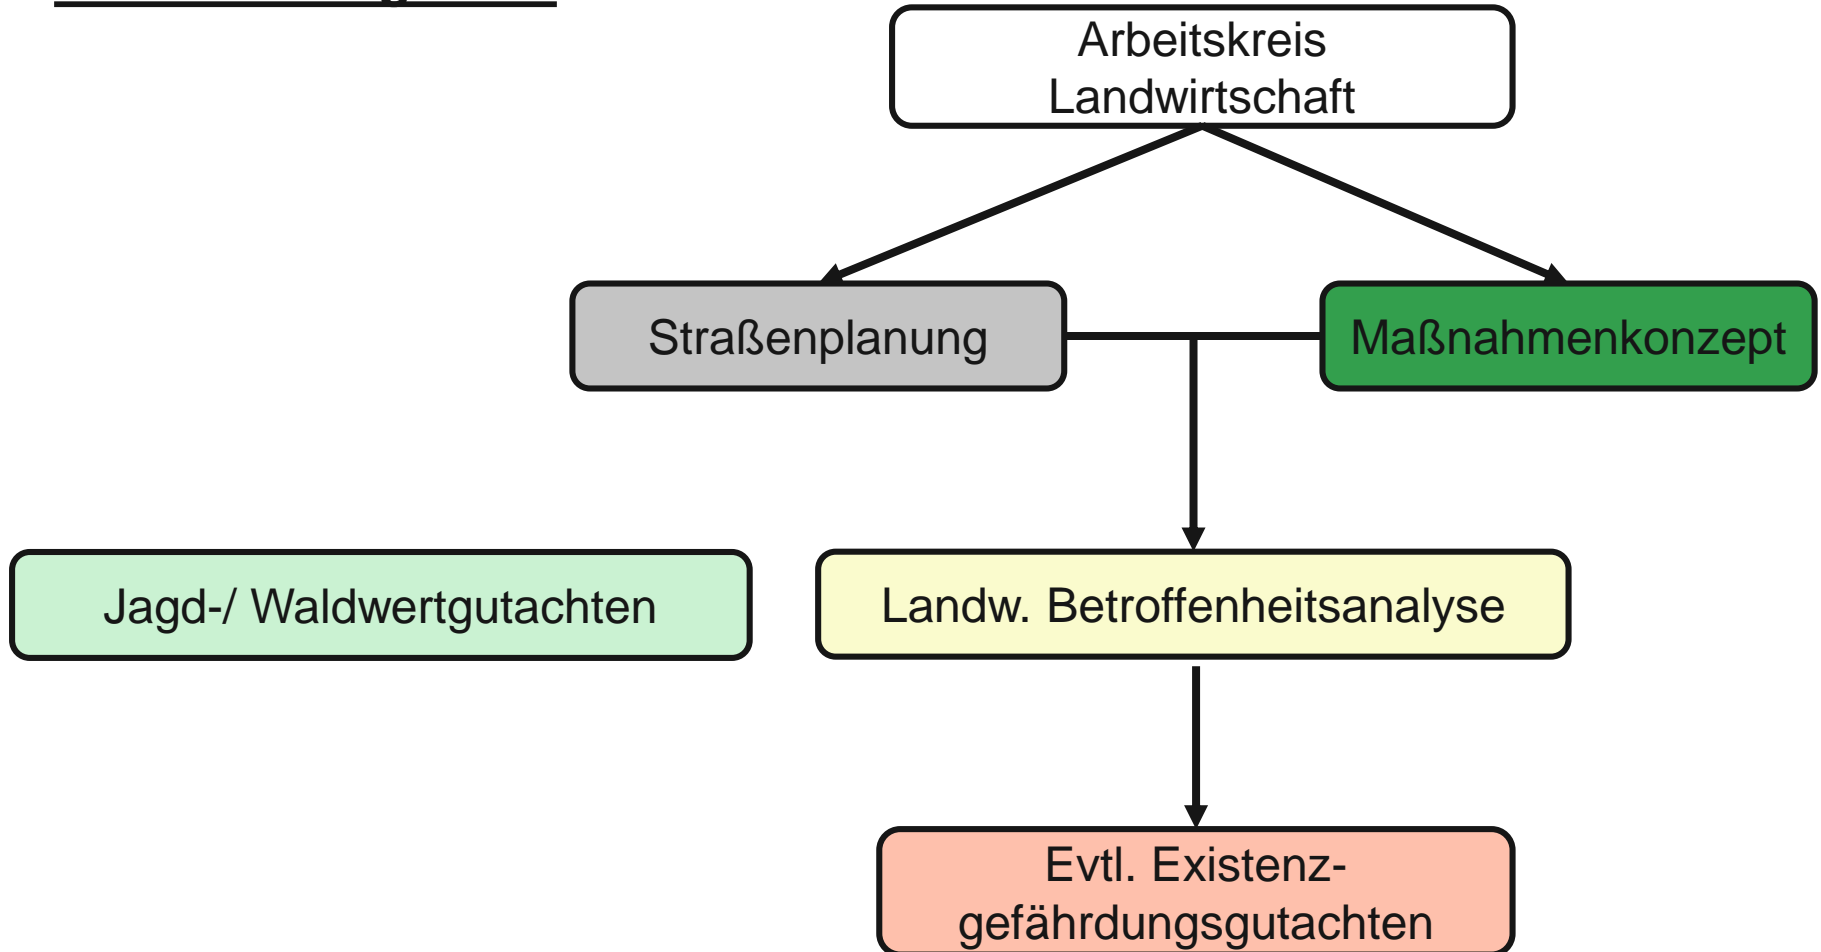 Arbeitskreis
Landwirtschaft
Straßenplanung
Maßnahmenkonzept
Jagd-/ Waldwertgutachten
Landw. Betroffenheitsanalyse
Evtl. Existenz-
gefährdungsgutachten